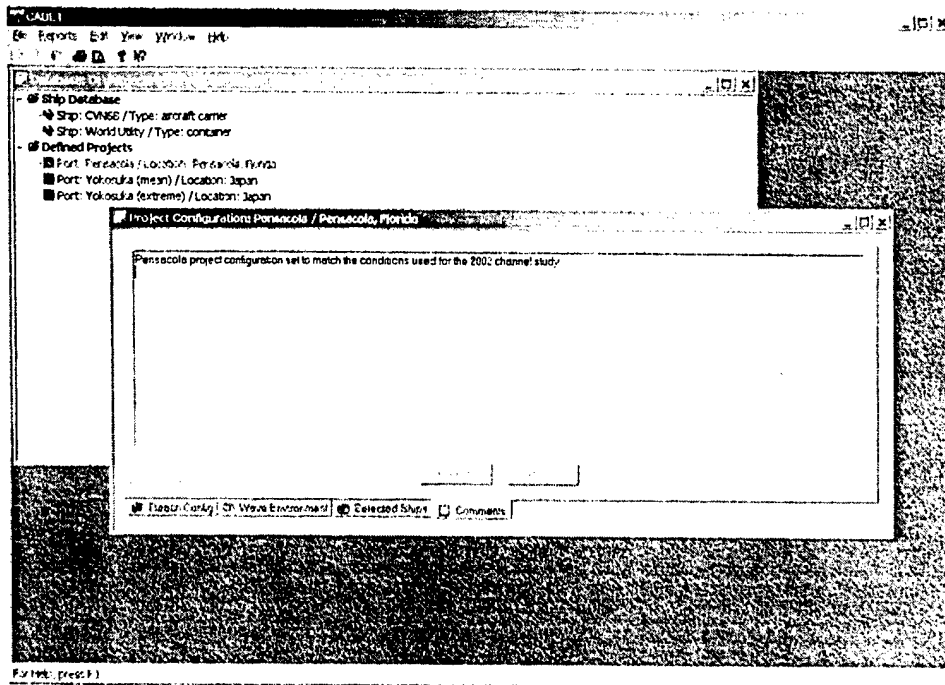 CADET
File Reports Edit View Window Help
Ship Database
Ship: CVN68 / Type: aircraft carrier
Ship: World Utility / Type: container
Defined Projects
Port: Pensacola / Location: Pensacola, Florida
Port: Yokosuka (mean) / Location: Japan
Port: Yokosuka (extreme) / Location: Japan
Project Configuration: Pensacola / Pensacola, Florida
Pensacola project configuration set to match the conditions used for the 2002 channel study
Reach Config Wave Environment Selected Ships Comments
For Help, press F1